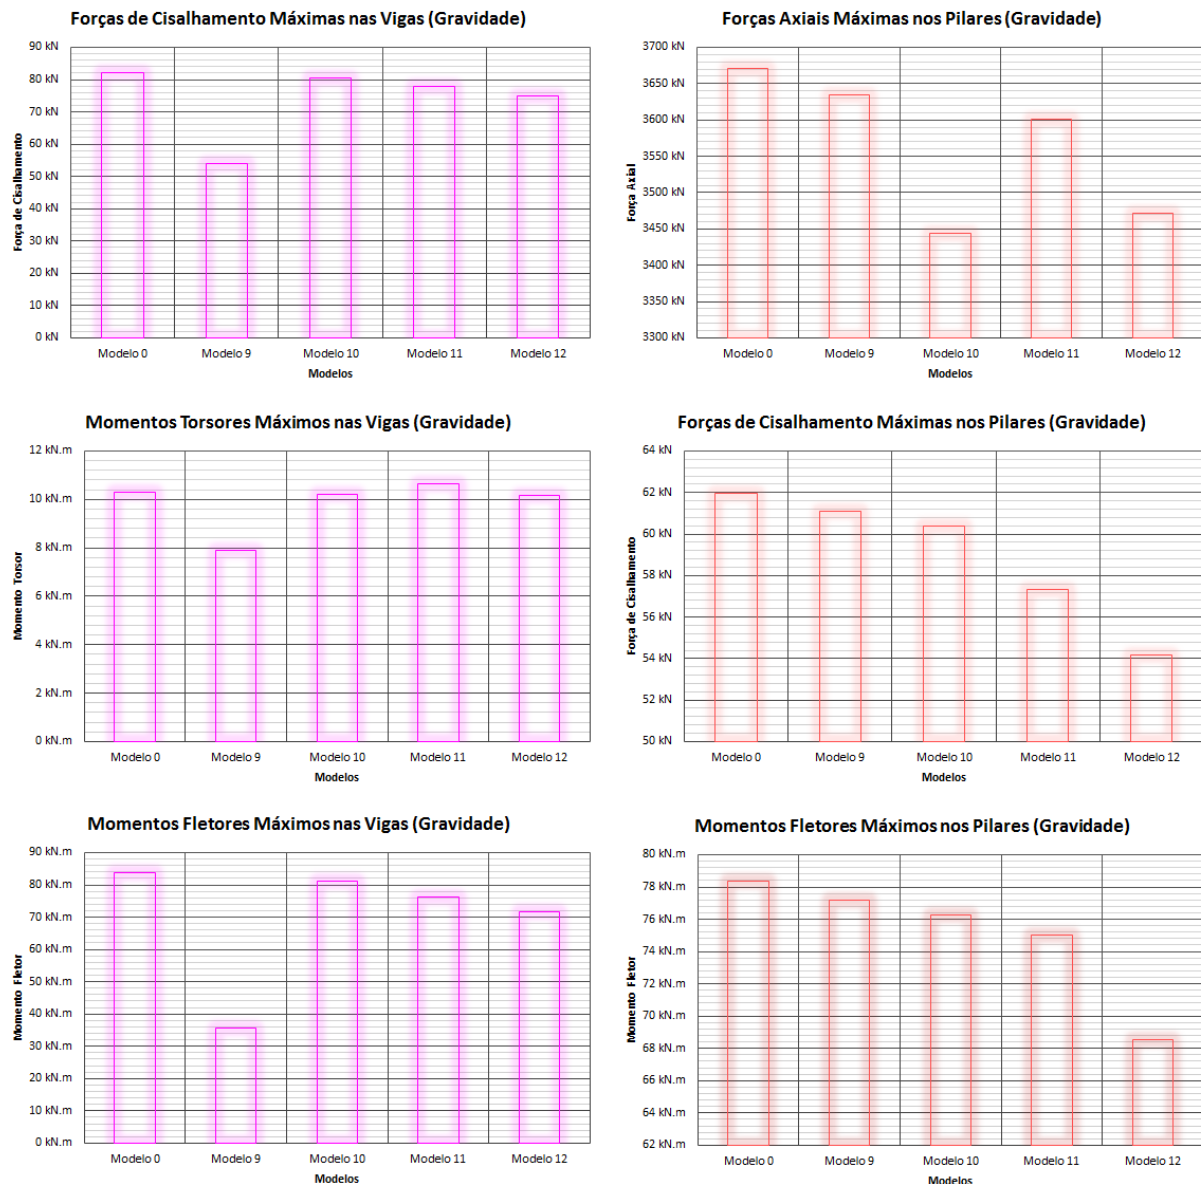 Forças de Cisalhamento Máximas nas Vigas (Gravidade)
90 kN
80 kN
70 kN
60 kN
50 kN
40 kN
30 kN
20 kN
10 kN
0 kN
Força de Cisalhamento
Modelo 0 Modelo 9 Modelo 10 Modelo 11 Modelo 12
Modelos
Forças Axiais Máximas nos Pilares (Gravidade)
3700 kN
3650 kN
3600 kN
3550 kN
3500 kN
3450 kN
3400 kN
3350 kN
3300 kN
Força Axial
Modelo 0 Modelo 9 Modelo 10 Modelo 11 Modelo 12
Modelos
Momentos Torsores Máximos nas Vigas (Gravidade)
12 kN.m
10 kN.m
8 kN.m
6 kN.m
4 kN.m
2 kN.m
0 kN.m
Momento Torsor
Modelo 0 Modelo 9 Modelo 10 Modelo 11 Modelo 12
Modelos
Forças de Cisalhamento Máximas nos Pilares (Gravidade)
64 kN
62 kN
60 kN
58 kN
56 kN
54 kN
52 kN
50 kN
Força de Cisalhamento
Modelo 0 Modelo 9 Modelo 10 Modelo 11 Modelo 12
Modelos
Momentos Fletores Máximos nas Vigas (Gravidade)
90 kN.m
80 kN.m
70 kN.m
60 kN.m
50 kN.m
40 kN.m
30 kN.m
20 kN.m
10 kN.m
0 kN.m
Momento Fletor
Modelo 0 Modelo 9 Modelo 10 Modelo 11 Modelo 12
Modelos
Momentos Fletores Máximos nos Pilares (Gravidade)
80 kN.m
78 kN.m
76 kN.m
74 kN.m
72 kN.m
70 kN.m
68 kN.m
66 kN.m
64 kN.m
62 kN.m
Momento Fletor
Modelo 0 Modelo 9 Modelo 10 Modelo 11 Modelo 12
Modelos